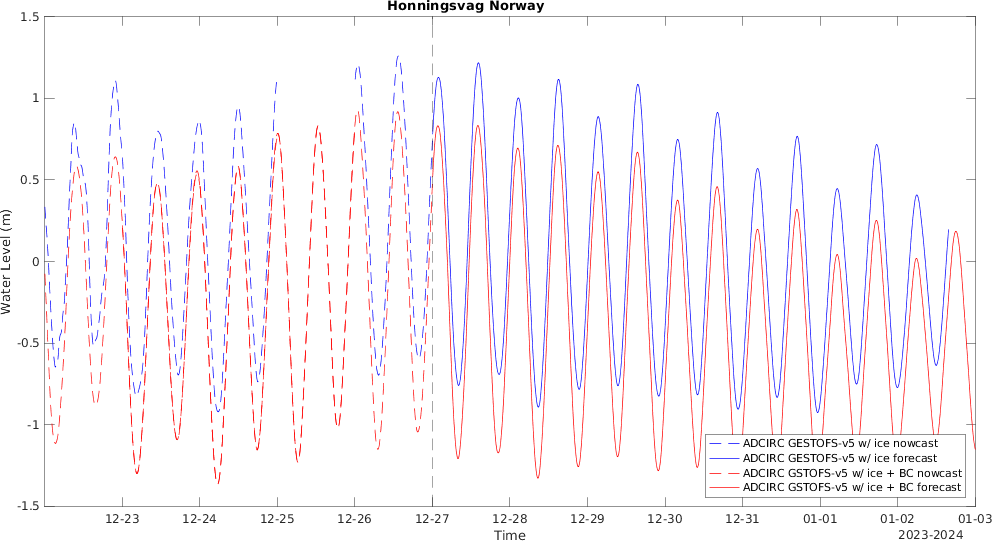 Honningsvag Norway
1.5
1
0.5
0
-0.5
-1
-1.5
Water Level (m)
12-23 12-24 12-25 12-26 12-27 12-28 12-29 12-30 12-31 01-01 01-02 01-03
Time
2023-2024
ADCIRC GESTOFS-v5 w/ ice nowcast
ADCIRC GESTOFS-v5 w/ ice forecast
ADCIRC GSTOFS-v5 w/ ice + BC nowcast
ADCIRC GSTOFS-v5 w/ ice + BC forecast